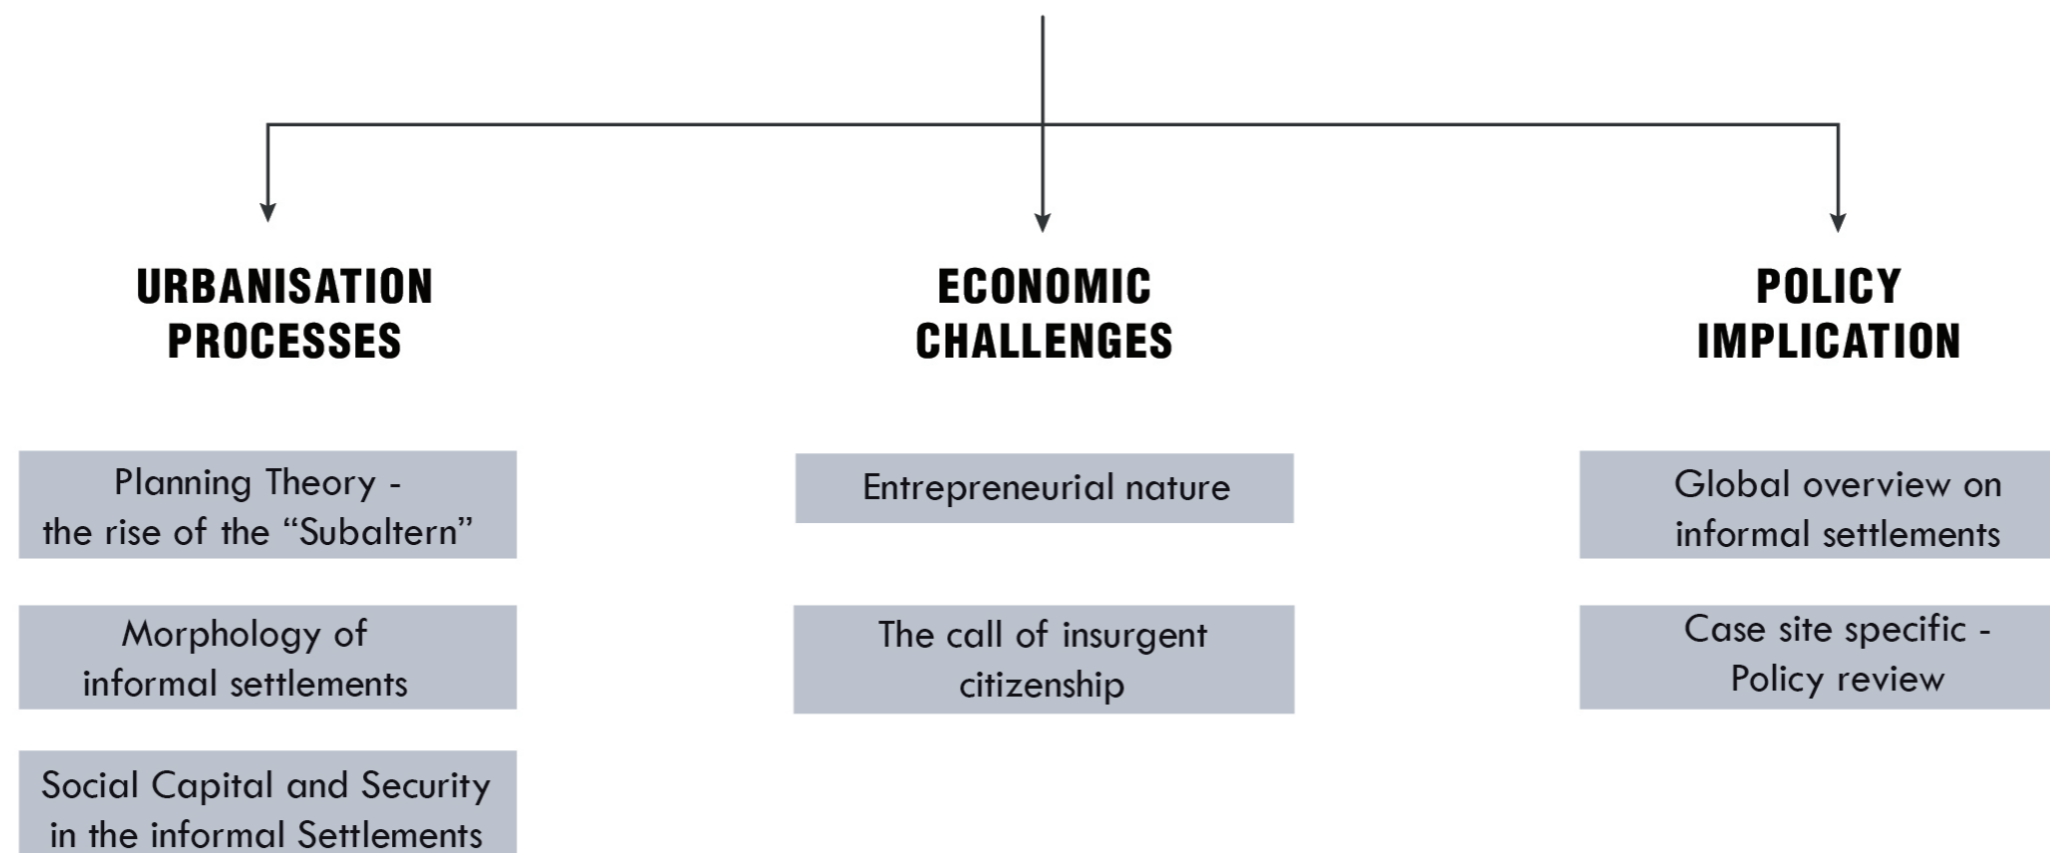 URBANISATION
PROCESSES
Planning Theory -
the rise of the “Subaltern”
Morphology of
informal settlements
Social Capital and Security
in the informal Settlements
ECONOMIC
CHALLENGES
Entrepreneurial nature
The call of insurgent
citizenship
POLICY
IMPLICATION
Global overview on
informal settlements
Case site specific -
Policy review